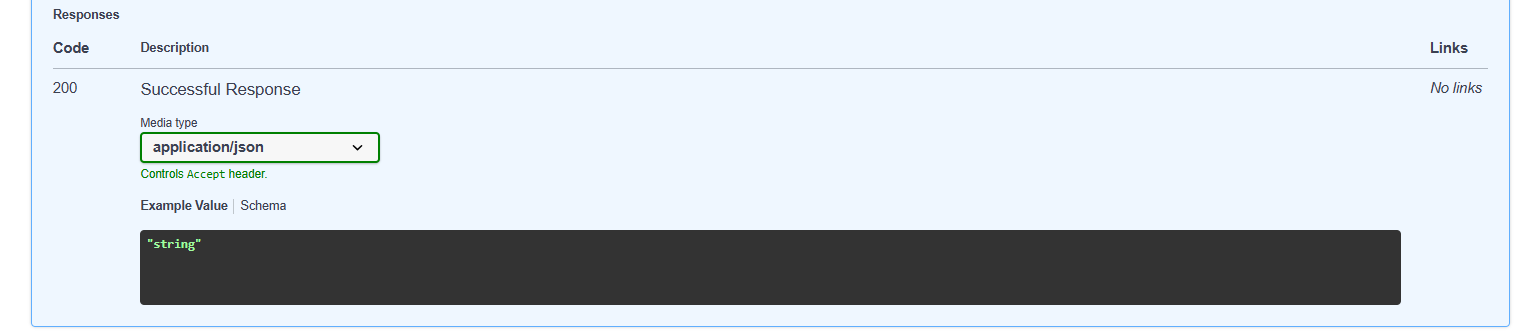 Responses
Code Description Links
200 Successful Response No links
Media type
application/json
Controls Accept header.
Example Value Schema
"string"